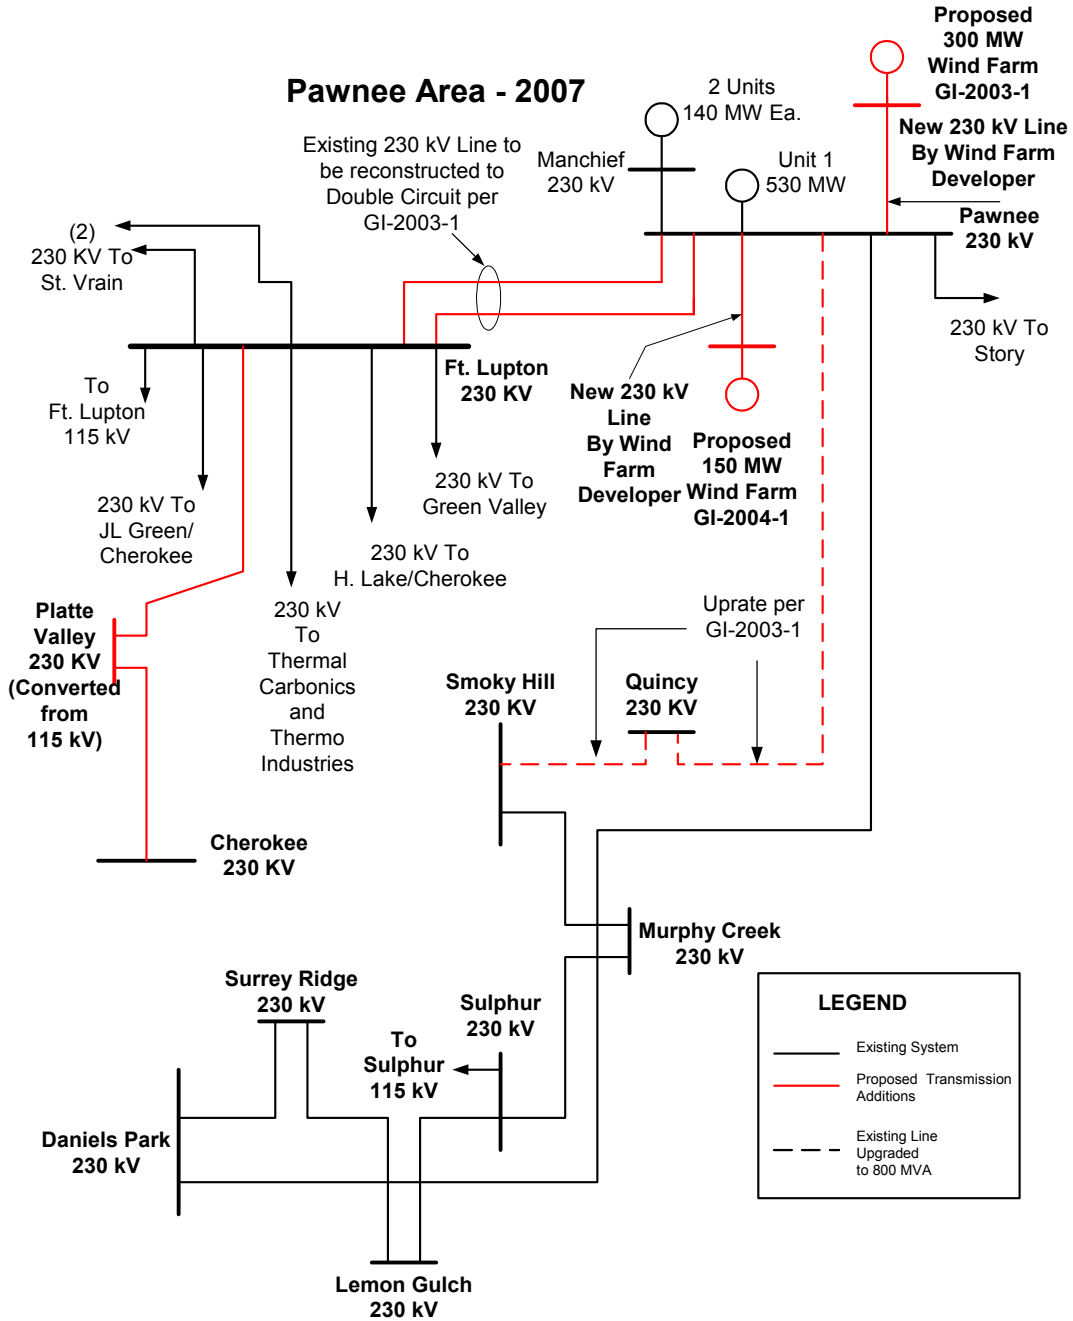 Pawnee Area - 2007
Proposed
300 MW
Wind Farm
GI-2003-1
2 Units
140 MW Ea.
New 230 kV Line
By Wind Farm
Developer
Existing 230 kV Line to
be reconstructed to
Double Circuit per
GI-2003-1
Manchief
230 kV
Unit 1
530 MW
Pawnee
230 kV
(2)
230 KV To
St. Vrain
230 kV To
Story
Ft. Lupton
230 KV
To
Ft. Lupton
115 kV
New 230 kV
Line
By Wind
Farm
Developer
Proposed
150 MW
Wind Farm
GI-2004-1
230 kV To
Green Valley
230 kV To
JL Green/
Cherokee
230 kV To
H. Lake/Cherokee
Platte
Valley
230 KV
(Converted
from
115 kV)
230 kV
To
Thermal
Carbonics
and
Thermo
Industries
Uprate per
GI-2003-1
Smoky Hill
230 KV
Quincy
230 KV
Cherokee
230 KV
Murphy Creek
230 kV
Surrey Ridge
230 kV
Sulphur
230 kV
To
Sulphur
115 kV
Daniels Park
230 kV
Lemon Gulch
230 kV
LEGEND
Existing System
Proposed Transmission
Additions
Existing Line
Upgraded
to 800 MVA